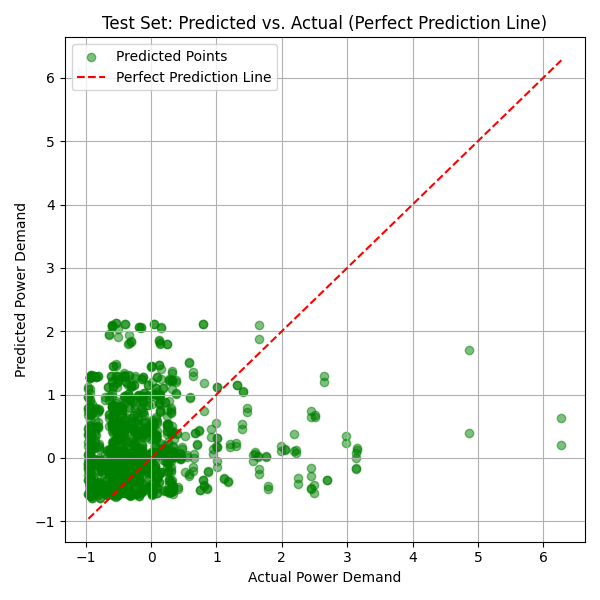 Test Set: Predicted vs. Actual (Perfect Prediction Line)
Predicted Points
Perfect Prediction Line
6
5
4
3
2
1
0
−1
Predicted Power Demand
−1 0 1 2 3 4 5 6
Actual Power Demand